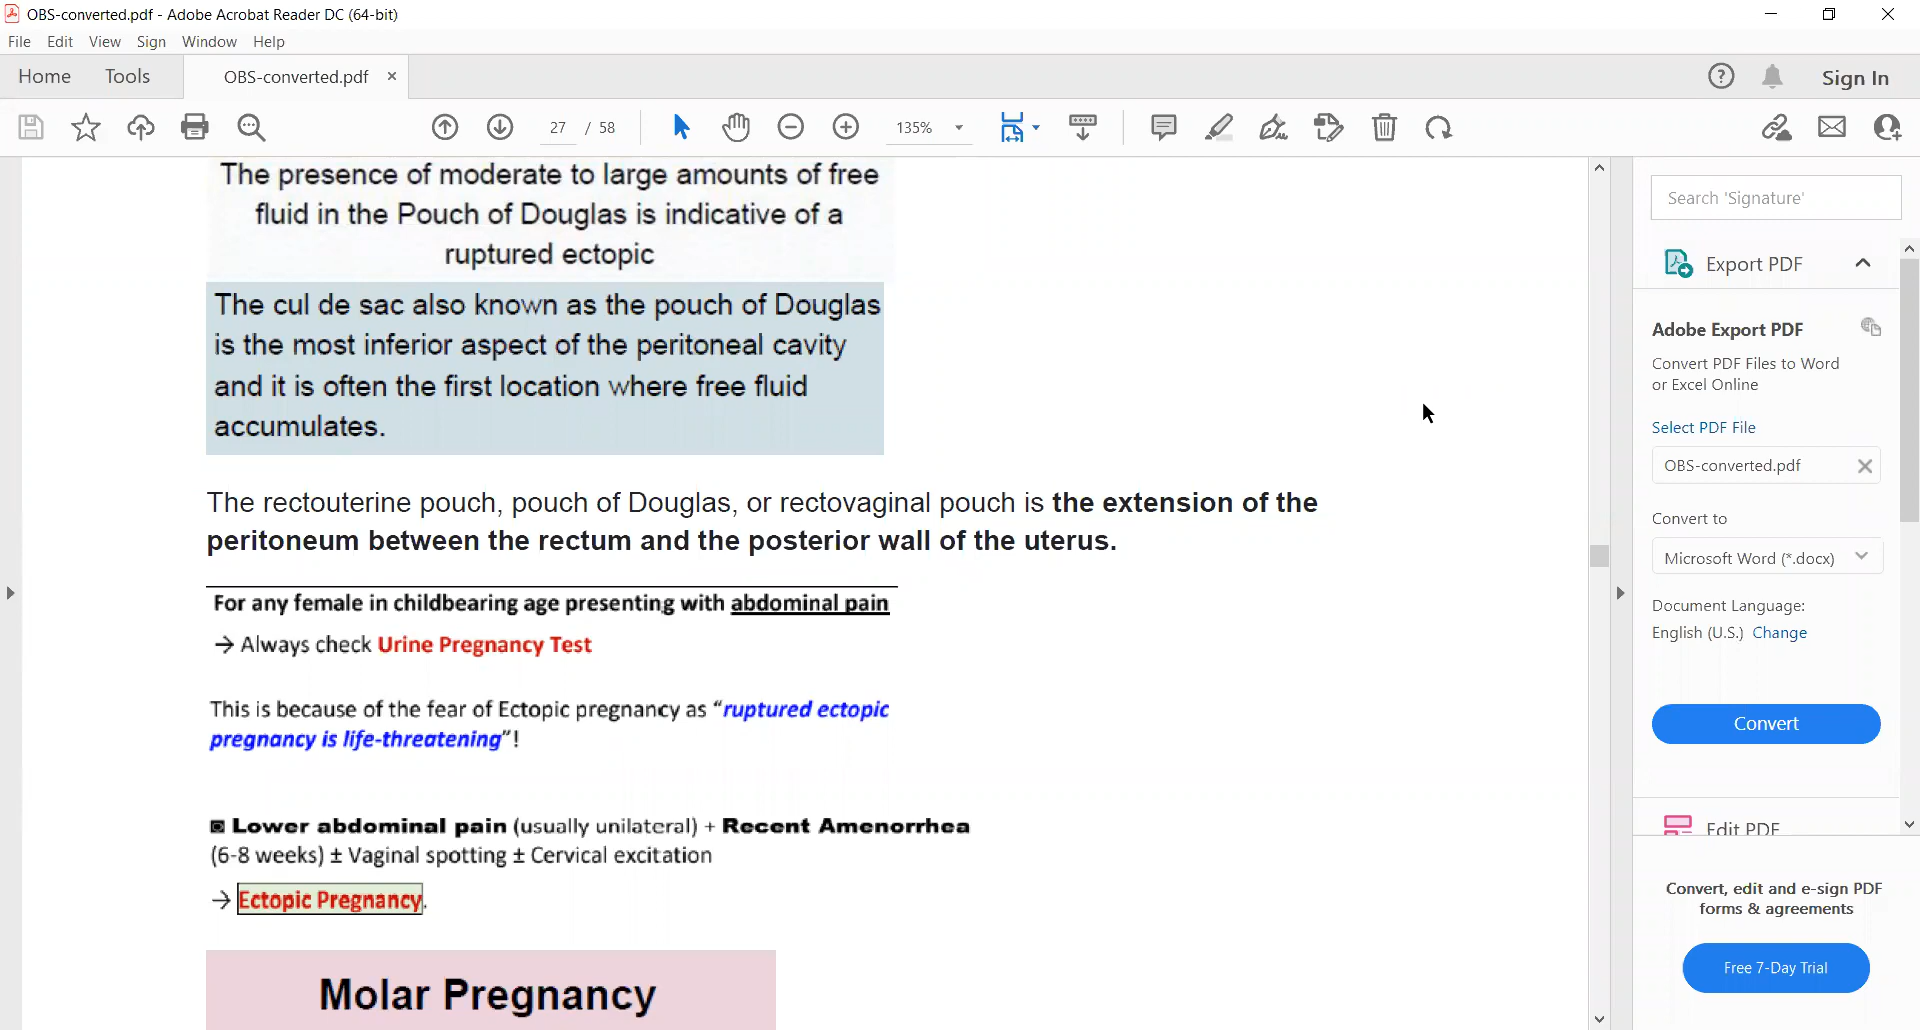 OBS-converted.pdf - Adobe Acrobat Reader DC (64-bit)
File Edit View Sign Window Help
Home Tools OBS-converted.pdf Sign In
27 / 58 135%
The presence of moderate to large amounts of free
fluid in the Pouch of Douglas is indicative of a
ruptured ectopic
The cul de sac also known as the pouch of Douglas
is the most inferior aspect of the peritoneal cavity
and it is often the first location where free fluid
accumulates.
The rectouterine pouch, pouch of Douglas, or rectovaginal pouch is the extension of the
peritoneum between the rectum and the posterior wall of the uterus.
For any female in childbearing age presenting with abdominal pain
→ Always check Urine Pregnancy Test
This is because of the fear of Ectopic pregnancy as “ruptured ectopic
pregnancy is life-threatening”!
◙ Lower abdominal pain (usually unilateral) + Recent Amenorrhea
(6-8 weeks) ± Vaginal spotting ± Cervical excitation
→ Ectopic Pregnancy.
Molar Pregnancy
Search 'Signature'
Export PDF
Adobe Export PDF
Convert PDF Files to Word
or Excel Online
Select PDF File
OBS-converted.pdf
Convert to
Microsoft Word (*.docx)
Document Language:
English (U.S.) Change
Convert
Edit PDF
Convert, edit and e-sign PDF
forms & agreements
Free 7-Day Trial